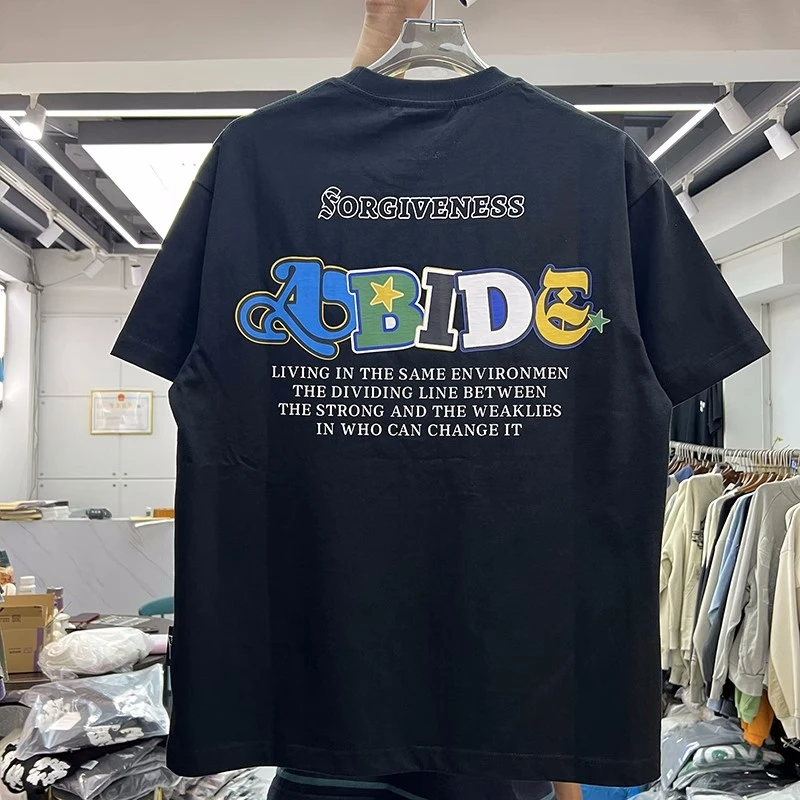 FORGIVENESS
ABIDE
LIVING IN THE SAME ENVIRONMEN
THE DIVIDING LINE BETWEEN
THE STRONG AND THE WEAKLIES
IN WHO CAN CHANGE IT